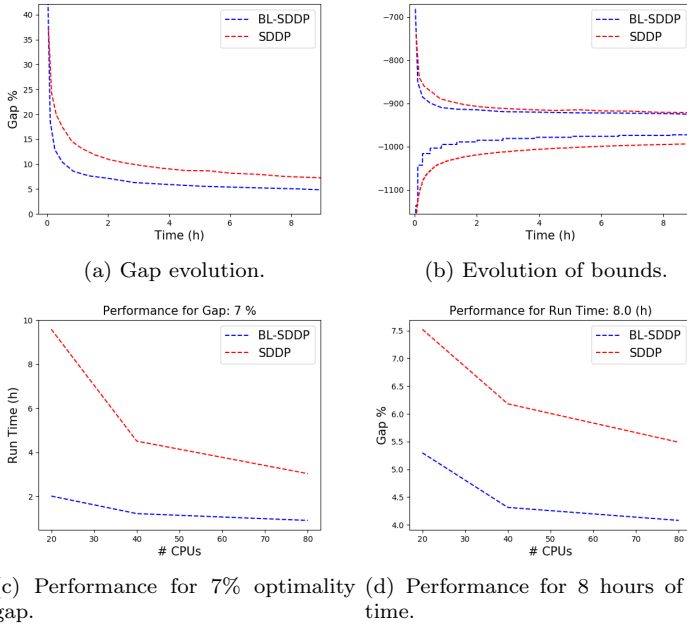 BL-SDDP
SDDP
40
35
30
25
20
15
10
5
0
Gap %
0 2 4 6 8
Time (h)
(a) Gap evolution.
BL-SDDP
SDDP
−700
−800
−900
−1000
−1100
0 2 4 6 8
Time (h)
(b) Evolution of bounds.
Performance for Gap: 7 %
BL-SDDP
SDDP
10
8
6
4
2
Run Time (h)
20 30 40 50 60 70 80
# CPUs
c) Performance for 7% optimality
gap.
Performance for Run Time: 8.0 (h)
BL-SDDP
SDDP
7.5
7.0
6.5
6.0
5.5
5.0
4.5
4.0
Gap %
20 30 40 50 60 70 80
# CPUs
(d) Performance for 8 hours of
time.